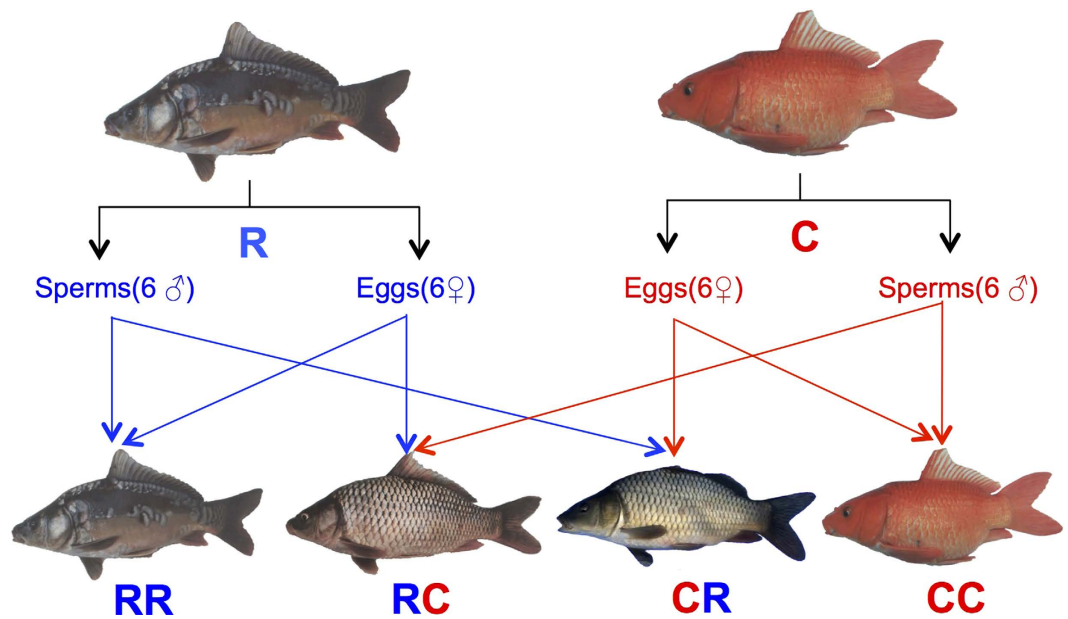 R
C
Sperms(6 ♂)
Eggs(6♀)
Eggs(6♀)
Sperms(6 ♂)
RR
RC
CR
CC